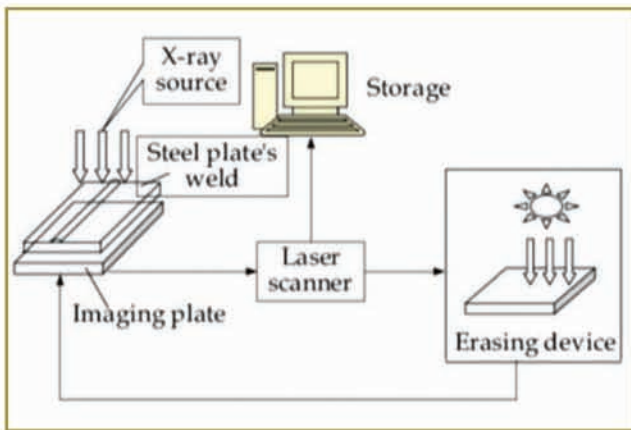 X-ray
source
Storage
Steel plate's
weld
Laser
scanner
Imaging plate
Erasing device